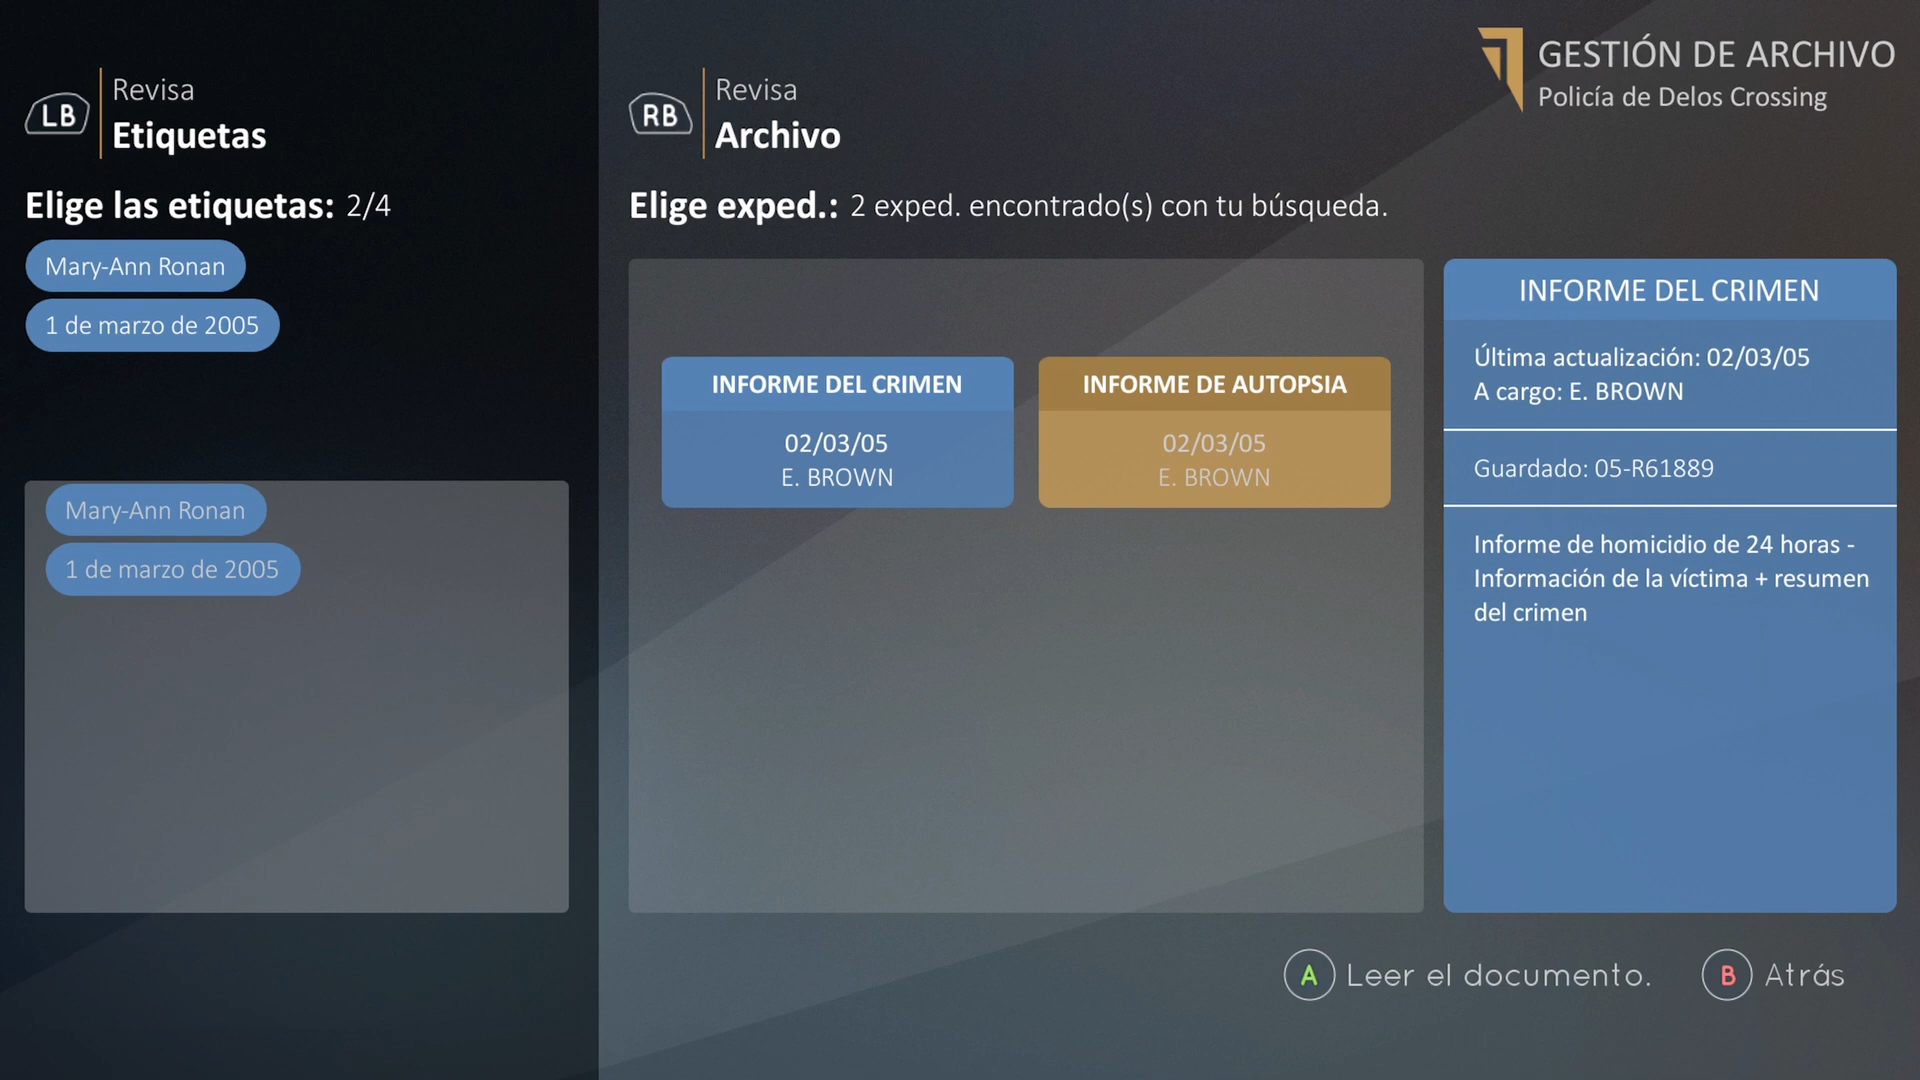 LB
Revisa
Etiquetas
Elige las etiquetas: 2/4
Mary-Ann Ronan
1 de marzo de 2005
Mary-Ann Ronan
1 de marzo de 2005
RB
Revisa
Archivo
GESTIÓN DE ARCHIVO
Policía de Delos Crossing
Elige exped.: 2 exped. encontrado(s) con tu búsqueda.
INFORME DEL CRIMEN
02/03/05
E. BROWN
INFORME DE AUTOPSIA
02/03/05
E. BROWN
INFORME DEL CRIMEN
Última actualización: 02/03/05
A cargo: E. BROWN
Guardado: 05-R61889
Informe de homicidio de 24 horas -
Información de la víctima + resumen
del crimen
A Leer el documento.
B Atrás